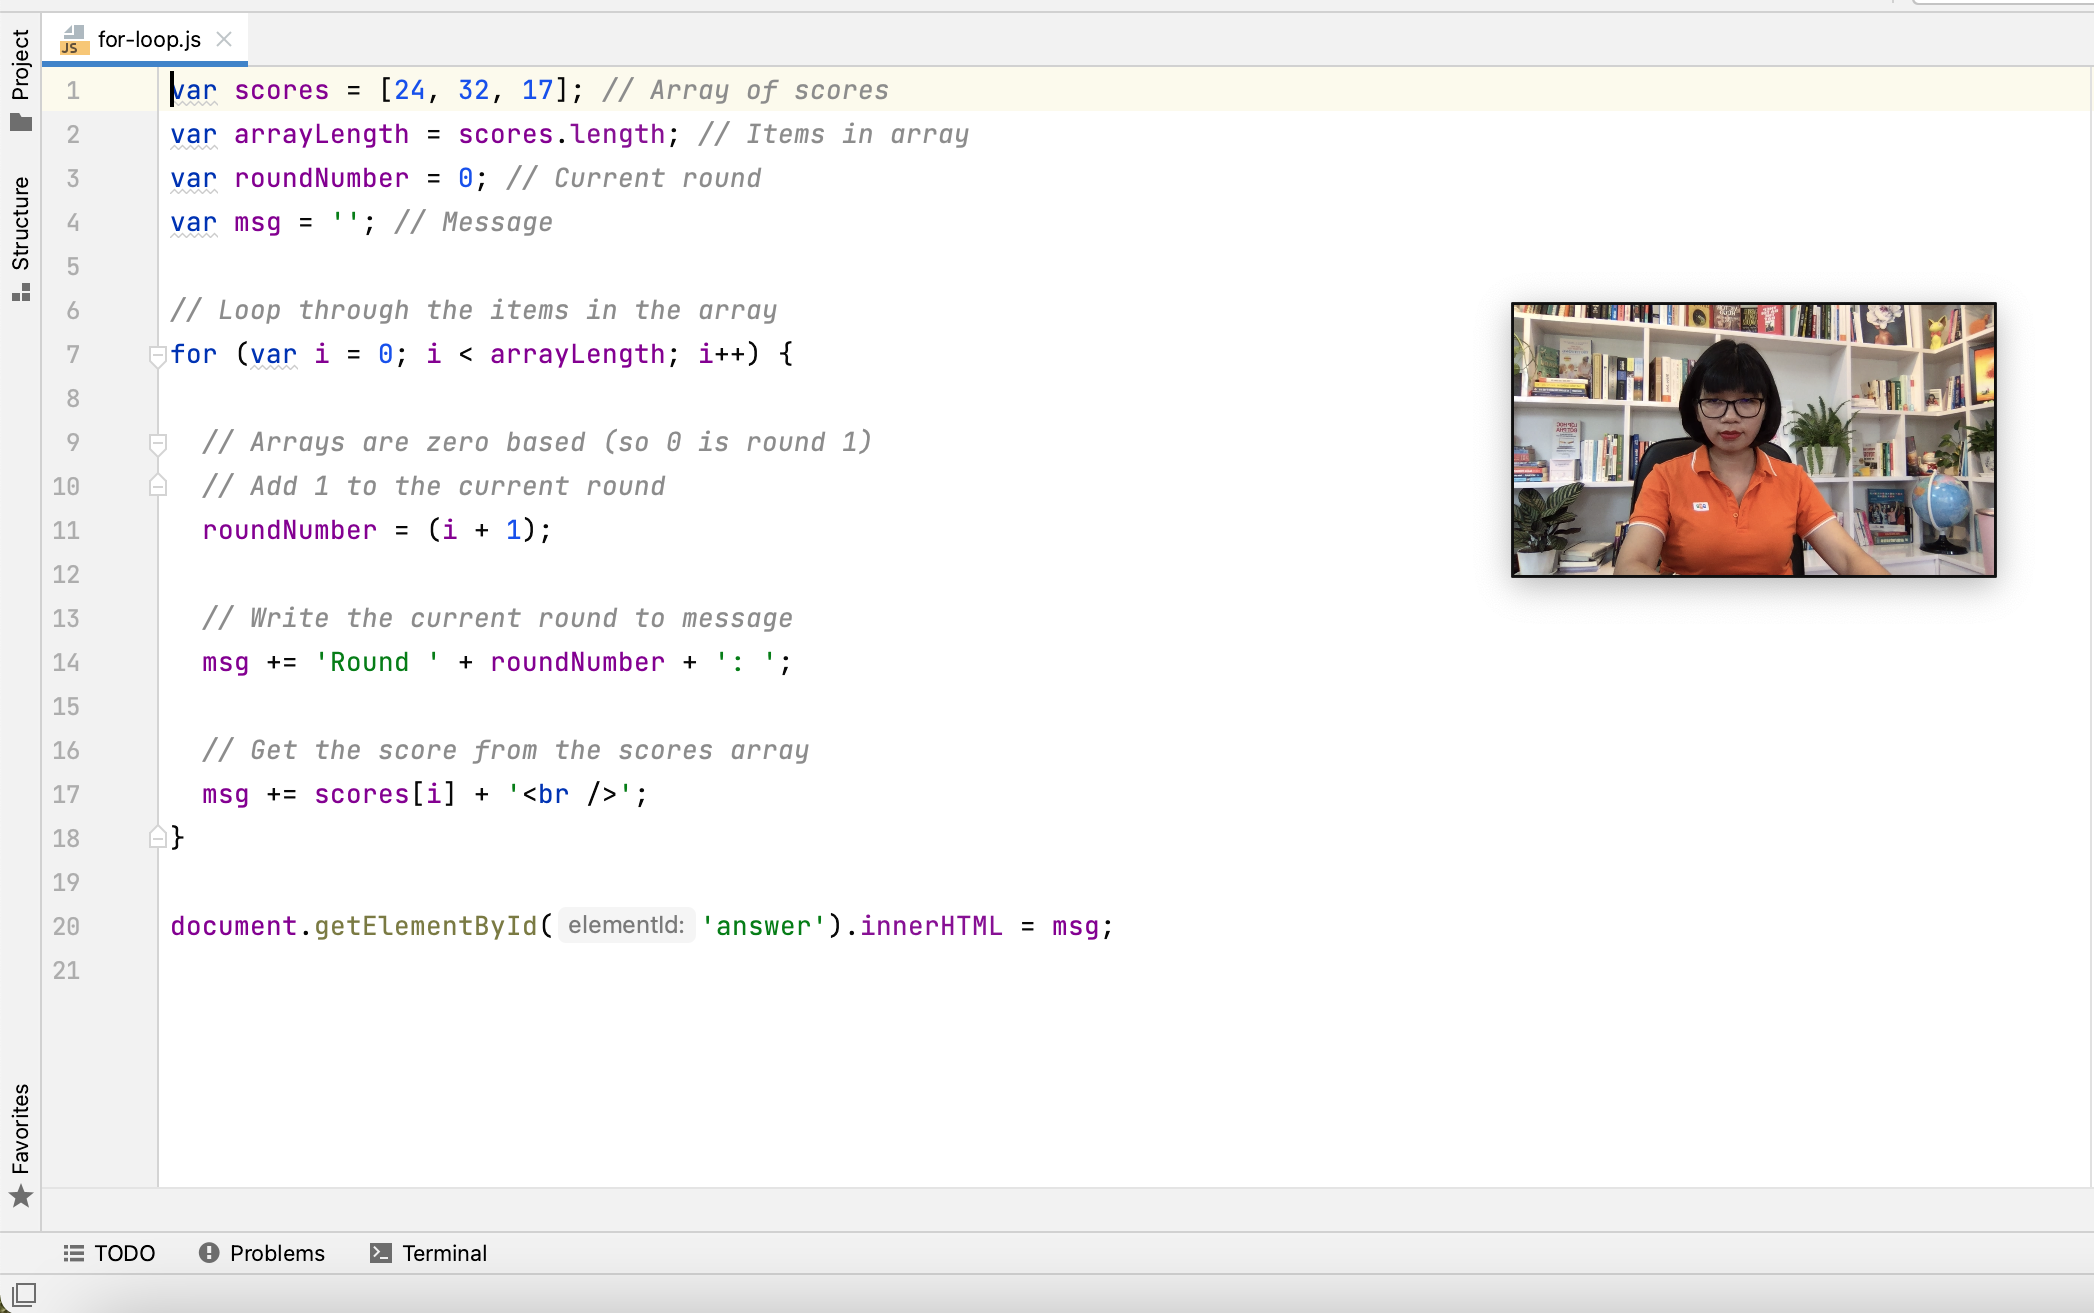 Project
Structure
Favorites
JS for-loop.js
1 var scores = [24, 32, 17]; // Array of scores
2 var arrayLength = scores.length; // Items in array
3 var roundNumber = 0; // Current round
4 var msg = ''; // Message
5
6 // Loop through the items in the array
7 for (var i = 0; i < arrayLength; i++) {
8
9 // Arrays are zero based (so 0 is round 1)
10 // Add 1 to the current round
11 roundNumber = (i + 1);
12
13 // Write the current round to message
14 msg += 'Round ' + roundNumber + ': ';
15
16 // Get the score from the scores array
17 msg += scores[i] + '<br />';
18 }
19
20 document.getElementById( elementId: 'answer').innerHTML = msg;
21
TODO Problems Terminal